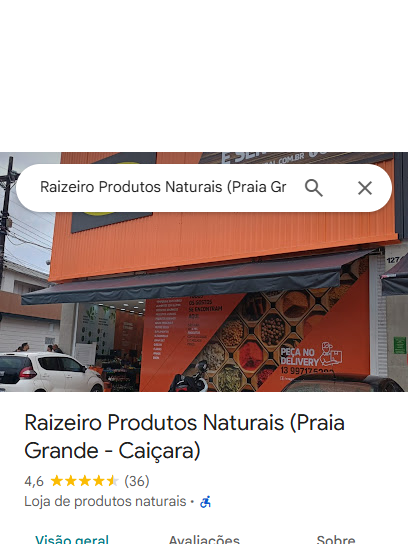 Raizeiro Produtos Naturais (Praia Gr
PEÇA NO
DELIVERY
Raizeiro Produtos Naturais (Praia
Grande - Caiçara)
4,6 (36)
Loja de produtos naturais •
Visão geral Avaliações Sobre